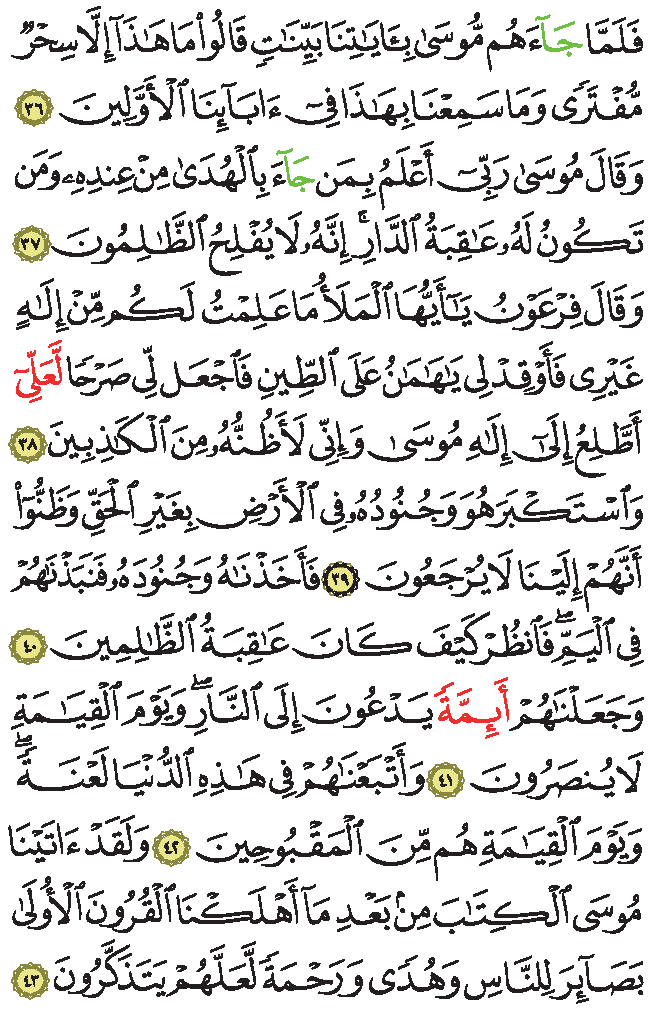 فَلَمَّا جَآءَهُم مُّوسَىٰ بِـَٔايَٰتِنَا بَيِّنَٰتٍ قَالُوا۟ مَا هَٰذَآ إِلَّا سِحْرٌ
مُّفْتَرًى وَمَا سَمِعْنَا بِهَٰذَا فِىٓ ءَابَآئِنَا ٱلْأَوَّلِينَ ٣٦
وَقَالَ مُوسَىٰ رَبِّىٓ أَعْلَمُ بِمَن جَآءَ بِٱلْهُدَىٰ مِنْ عِندِهِۦ وَمَن
تَكُونُ لَهُۥ عَٰقِبَةُ ٱلدَّارِ ۚ إِنَّهُۥ لَا يُفْلِحُ ٱلظَّٰلِمُونَ ٣٧
وَقَالَ فِرْعَوْنُ يَٰٓأَيُّهَا ٱلْمَلَأُ مَا عَلِمْتُ لَكُم مِّنْ إِلَٰهٍ
غَيْرِى فَأَوْقِدْ لِى يَٰهَٰمَٰنُ عَلَى ٱلطِّينِ فَٱجْعَل لِّى صَرْحًا لَّعَلِّىٓ
أَطَّلِعُ إِلَىٰٓ إِلَٰهِ مُوسَىٰ وَإِنِّى لَأَظُنُّهُۥ مِنَ ٱلْكَٰذِبِينَ ٣٨
وَٱسْتَكْبَرَ هُوَ وَجُنُودُهُۥ فِى ٱلْأَرْضِ بِغَيْرِ ٱلْحَقِّ وَظَنُّوٓا۟
أَنَّهُمْ إِلَيْنَا لَا يُرْجَعُونَ ٣٩ فَأَخَذْنَٰهُ وَجُنُودَهُۥ فَنَبَذْنَٰهُمْ
فِى ٱلْيَمِّ ۖ فَٱنظُرْ كَيْفَ كَانَ عَٰقِبَةُ ٱلظَّٰلِمِينَ ٤٠
وَجَعَلْنَٰهُمْ أَئِمَّةً يَدْعُونَ إِلَى ٱلنَّارِ ۖ وَيَوْمَ ٱلْقِيَٰمَةِ
لَا يُنصَرُونَ ٤١ وَأَتْبَعْنَٰهُمْ فِى هَٰذِهِ ٱلدُّنْيَا لَعْنَةً ۖ
وَيَوْمَ ٱلْقِيَٰمَةِ هُم مِّنَ ٱلْمَقْبُوحِينَ ٤٢ وَلَقَدْ ءَاتَيْنَا
مُوسَى ٱلْكِتَٰبَ مِنۢ بَعْدِ مَآ أَهْلَكْنَا ٱلْقُرُونَ ٱلْأُولَىٰ
بَصَآئِرَ لِلنَّاسِ وَهُدًى وَرَحْمَةً لَّعَلَّهُمْ يَتَذَكَّرُونَ ٤٣